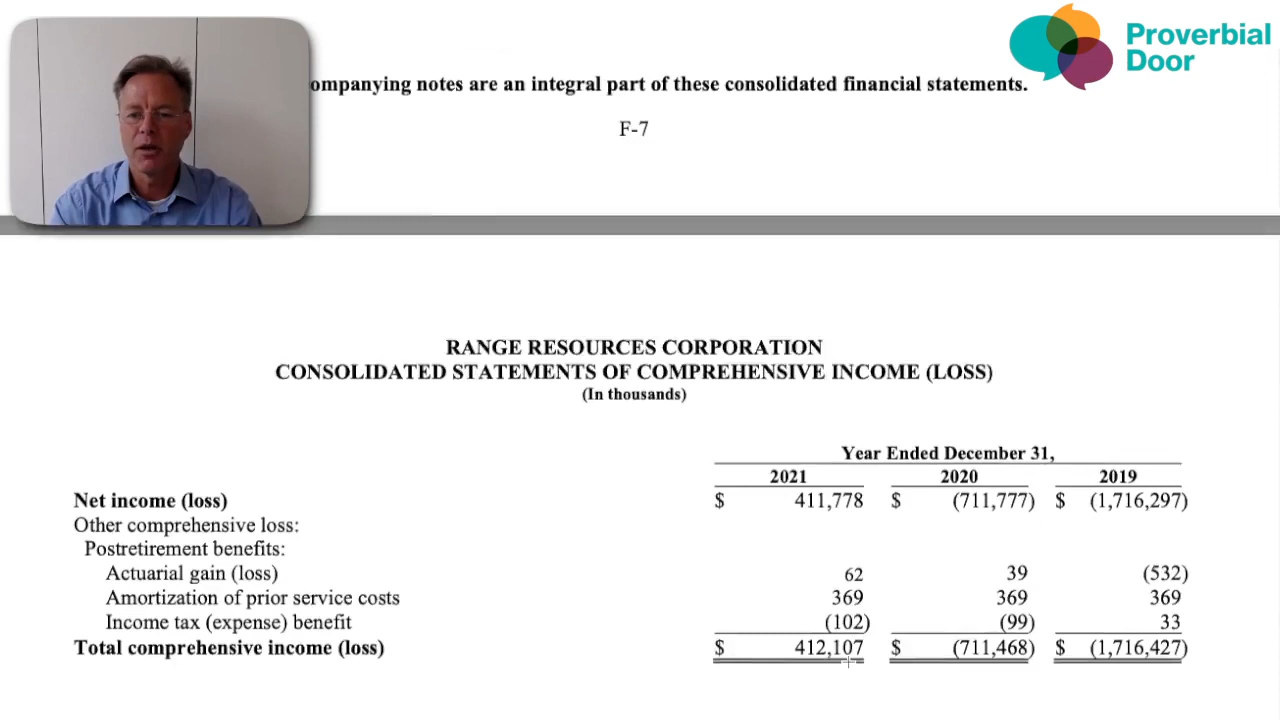 Proverbial
Door
ompanying notes are an integral part of these consolidated financial statements.
F-7
RANGE RESOURCES CORPORATION
CONSOLIDATED STATEMENTS OF COMPREHENSIVE INCOME (LOSS)
(In thousands)
Year Ended December 31,
2021 2020 2019
Net income (loss) $ 411,778 $ (711,777) $ (1,716,297)
Other comprehensive loss:
Postretirement benefits:
Actuarial gain (loss) 62 39 (532)
Amortization of prior service costs 369 369 369
Income tax (expense) benefit (102) (99) 33
Total comprehensive income (loss) $ 412,107 $ (711,468) $ (1,716,427)